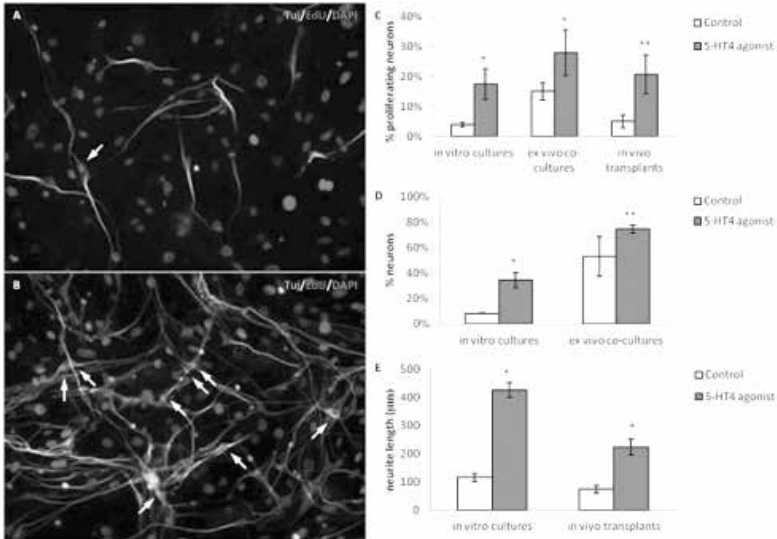 A
Tuj/EdU/DAPI
B
Tuj/EdU/DAPI
C
% proliferating neurons
40%
30%
20%
10%
0%
Control
5-HT4 agonist
*
*
**
in vitro cultures
ex vivo co-
cultures
in vivo
transplants
D
% neurons
100%
80%
60%
40%
20%
0%
Control
5-HT4 agonist
*
**
in vitro cultures
ex vivo co-cultures
E
neurite length (µm)
500
400
300
200
100
0
Control
5-HT4 agonist
*
*
in vitro cultures
in vivo transplants